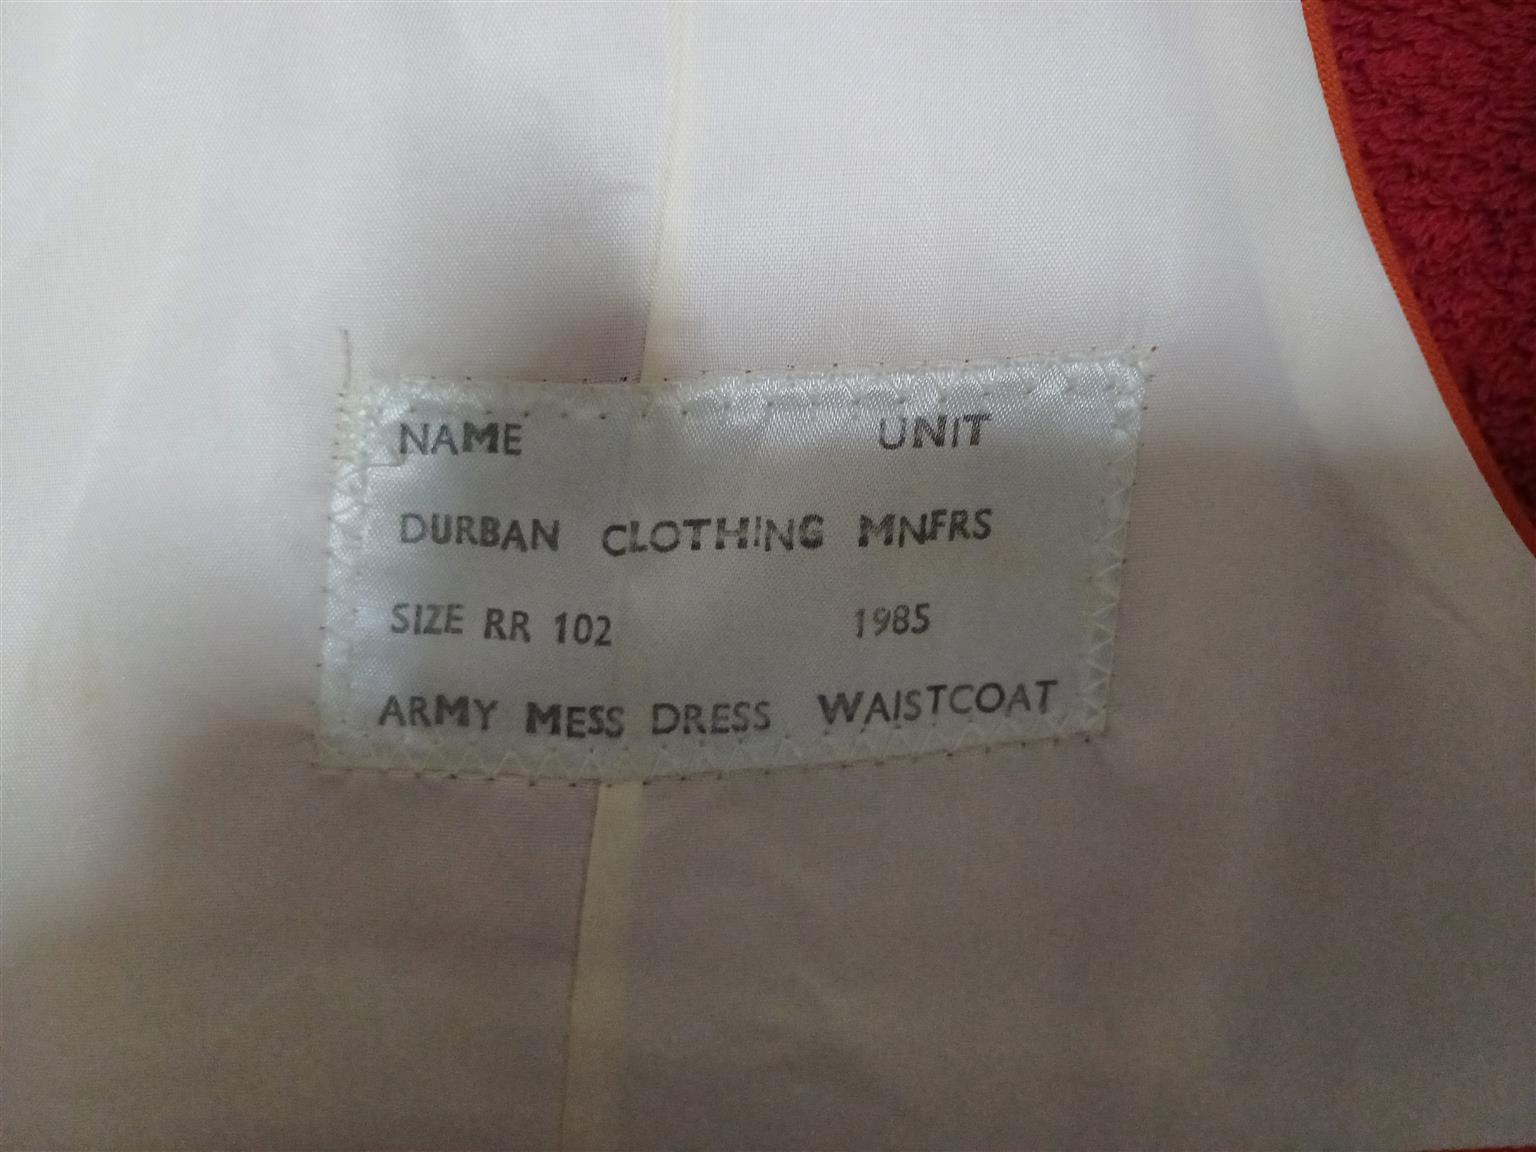 NAME UNIT
DURBAN CLOTHING MNFRS
SIZE RR 102 1985
ARMY MESS DRESS WAISTCOAT